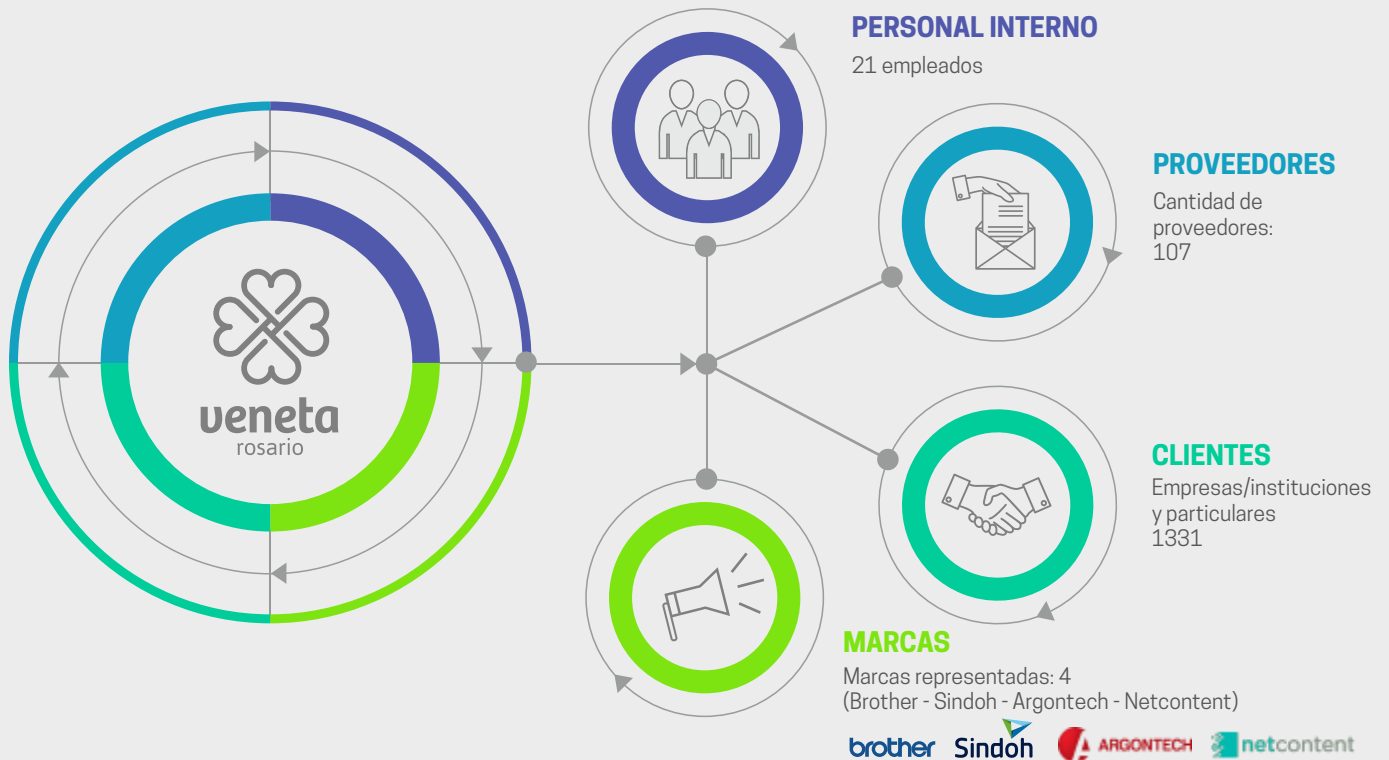 veneta
rosario
PERSONAL INTERNO
21 empleados
PROVEEDORES
Cantidad de
proveedores:
107
CLIENTES
Empresas/instituciones
y particulares
1331
MARCAS
Marcas representadas: 4
(Brother - Sindoh - Argontech - Netcontent)
brother Sindoh ARGONTECH netcontent